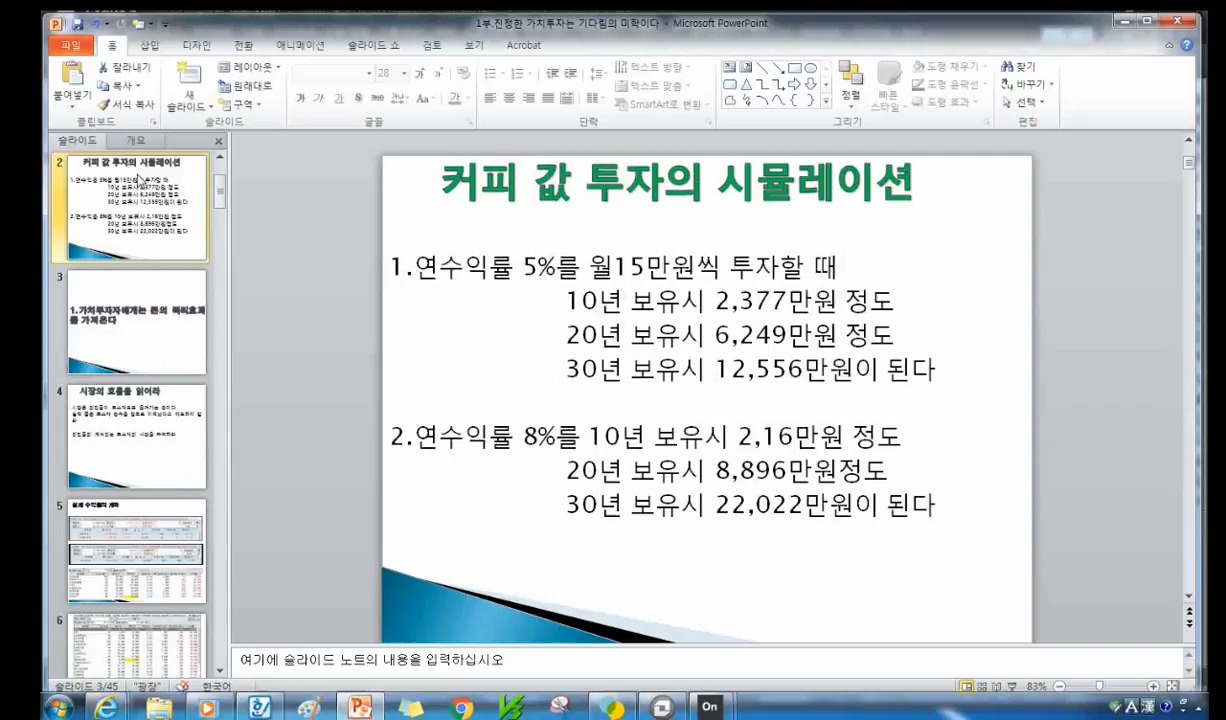 1부.진정한 가치투자는 기다림의 미학이다 - Microsoft PowerPoint
파일 홈 삽입 디자인 전환 애니메이션 슬라이드 쇼 검토 보기 Acrobat
잘라내기 레이아웃 28 텍스트 방향 도형 채우기 찾기
복사 원래대로 텍스트 맞춤 도형 윤곽선 바꾸기
붙여넣기 서식 복사 새 슬라이드 구역 가 가 가 S Aa 가 SmartArt로 변환 정렬 빠른 스타일 도형 효과 선택
클립보드 슬라이드 글꼴 단락 그리기 편집
슬라이드 개요
2
커피 값 투자의 시뮬레이션
3
1.가치투자자에게는 돈의 복리효과를 가져온다
4
시장의 흐름을 읽어라
5
6
커피 값 투자의 시뮬레이션
1.연수익률 5%를 월15만원씩 투자할 때
10년 보유시 2,377만원 정도
20년 보유시 6,249만원 정도
30년 보유시 12,556만원이 된다
2.연수익률 8%를 10년 보유시 2,16만원 정도
20년 보유시 8,896만원정도
30년 보유시 22,022만원이 된다
여기에 슬라이드 노트의 내용을 입력하십시오
슬라이드 3/45 "광장" 한국어 83%
On A 漢